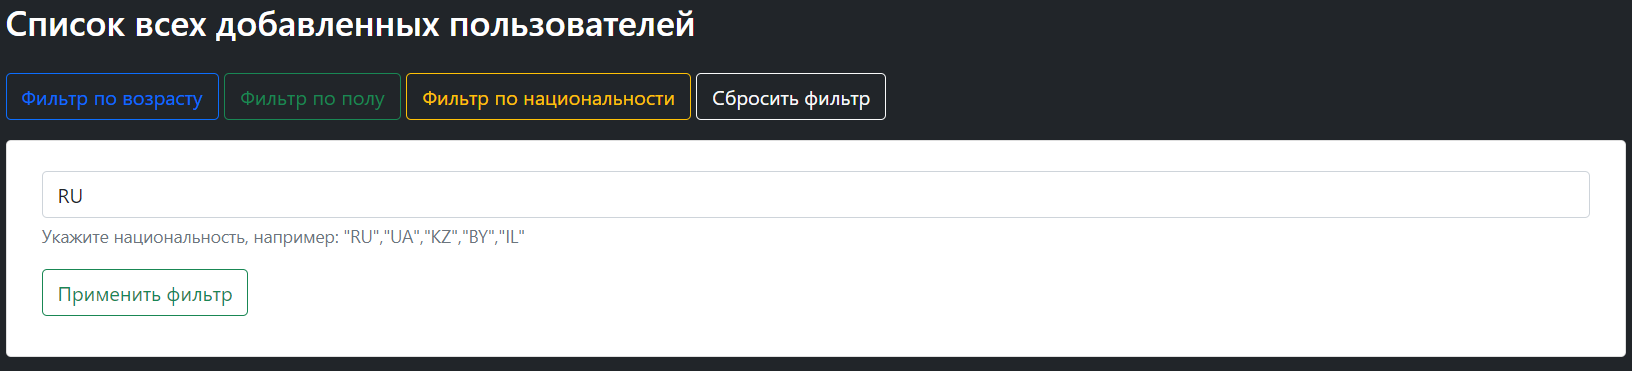 Список всех добавленных пользователей
Фильтр по возрасту Фильтр по полу Фильтр по национальности Сбросить фильтр
RU
Укажите национальность, например: "RU","UA","KZ","BY","IL"
Применить фильтр